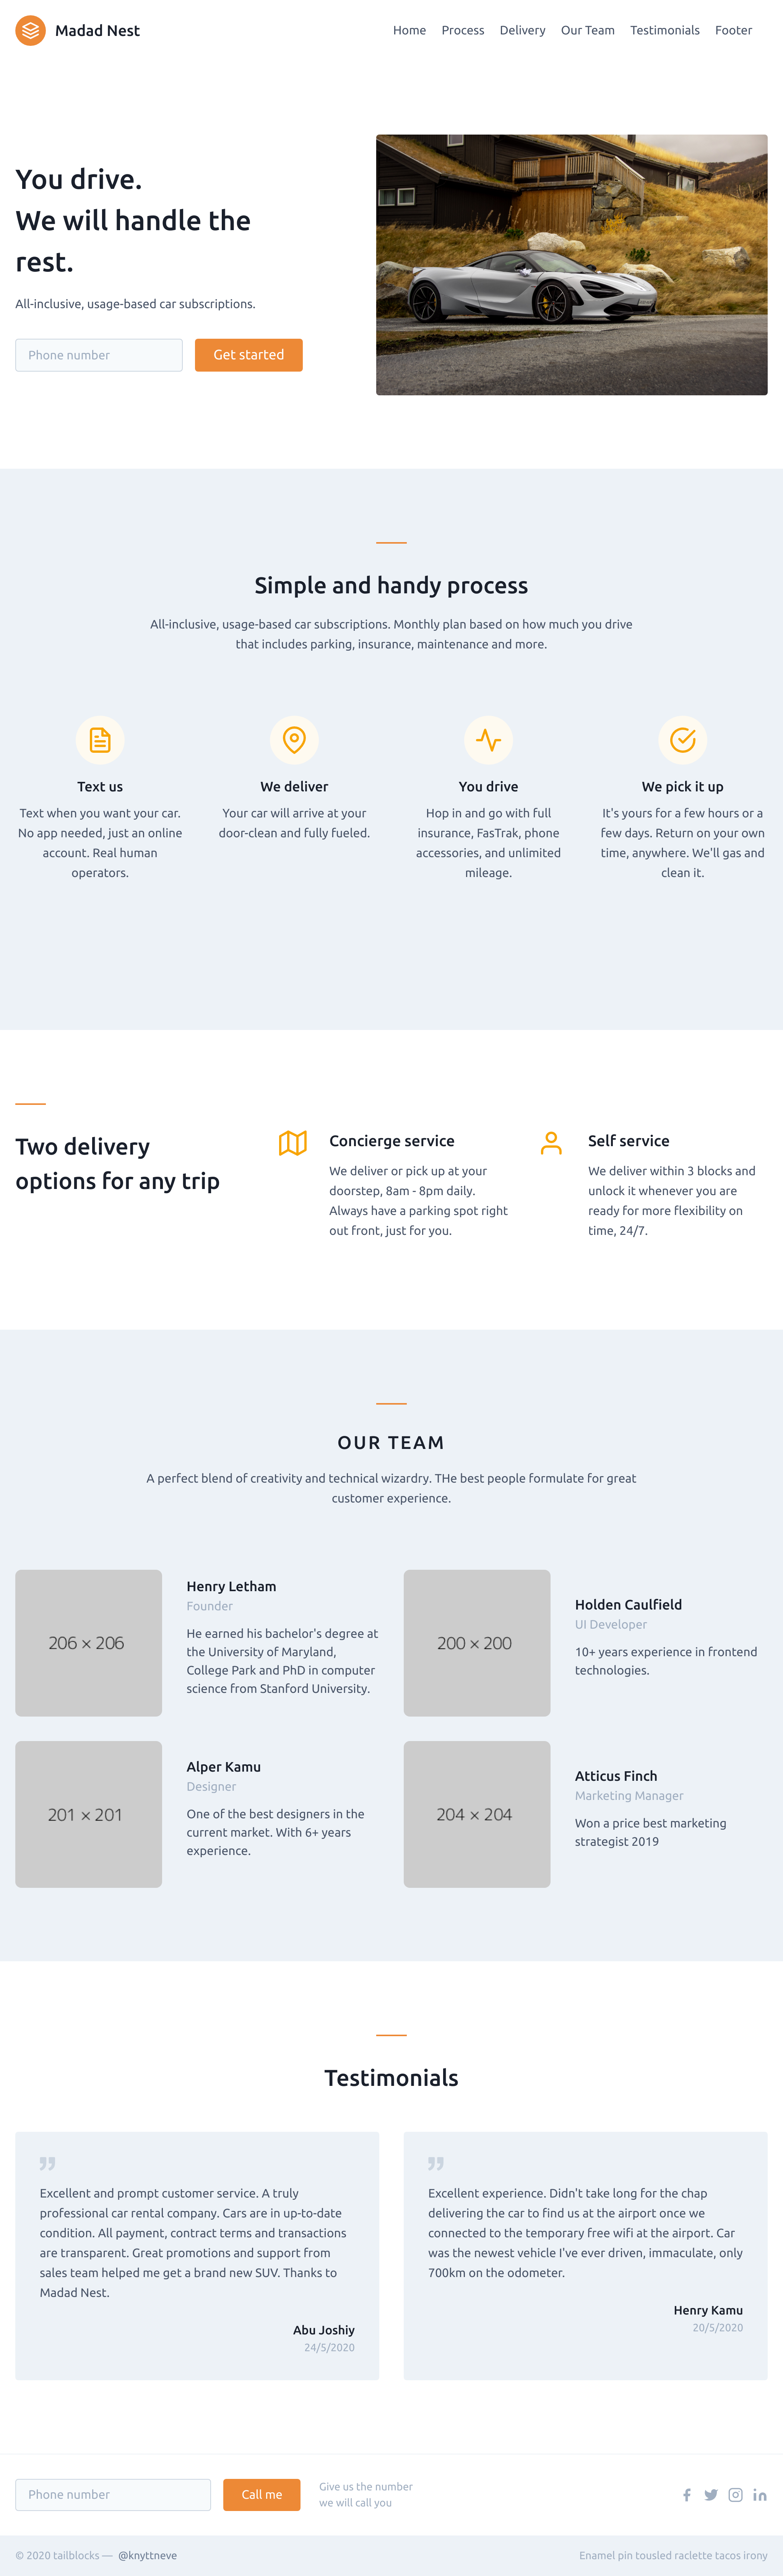 Madad Nest
Home Process Delivery Our Team Testimonials Footer
You drive.
We will handle the
rest.
All-inclusive, usage-based car subscriptions.
Phone number
Get started
Simple and handy process
All-inclusive, usage-based car subscriptions. Monthly plan based on how much you drive
that includes parking, insurance, maintenance and more.
Text us
Text when you want your car.
No app needed, just an online
account. Real human
operators.
We deliver
Your car will arrive at your
door-clean and fully fueled.
You drive
Hop in and go with full
insurance, FasTrak, phone
accessories, and unlimited
mileage.
We pick it up
It's yours for a few hours or a
few days. Return on your own
time, anywhere. We'll gas and
clean it.
Two delivery
options for any trip
Concierge service
We deliver or pick up at your
doorstep, 8am - 8pm daily.
Always have a parking spot right
out front, just for you.
Self service
We deliver within 3 blocks and
unlock it whenever you are
ready for more flexibility on
time, 24/7.
OUR TEAM
A perfect blend of creativity and technical wizardry. THe best people formulate for great
customer experience.
206 × 206
Henry Letham
Founder
He earned his bachelor's degree at
the University of Maryland,
College Park and PhD in computer
science from Stanford University.
200 × 200
Holden Caulfield
UI Developer
10+ years experience in frontend
technologies.
201 × 201
Alper Kamu
Designer
One of the best designers in the
current market. With 6+ years
experience.
204 × 204
Atticus Finch
Marketing Manager
Won a price best marketing
strategist 2019
Testimonials
Excellent and prompt customer service. A truly
professional car rental company. Cars are in up-to-date
condition. All payment, contract terms and transactions
are transparent. Great promotions and support from
sales team helped me get a brand new SUV. Thanks to
Madad Nest.
Abu Joshiy
24/5/2020
Excellent experience. Didn't take long for the chap
delivering the car to find us at the airport once we
connected to the temporary free wifi at the airport. Car
was the newest vehicle I've ever driven, immaculate, only
700km on the odometer.
Henry Kamu
20/5/2020
Phone number
Call me
Give us the number
we will call you
© 2020 tailblocks — @knyttneve
Enamel pin tousled raclette tacos irony